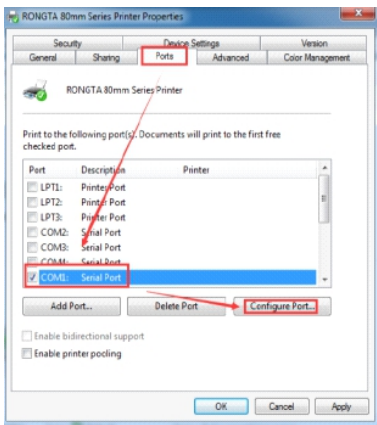 RONGTA 80mm Series Printer Properties
Security Device Settings Version
General Sharing Ports Advanced Color Management
RONGTA 80mm Series Printer
Print to the following port(s). Documents will print to the first free
checked port.
Port Description Printer
LPT1: Printer Port
LPT2: Printer Port
LPT3: Printer Port
COM2: Serial Port
COM3: Serial Port
COM4: Serial Port
COM1: Serial Port
Add Port... Delete Port Configure Port...
Enable bidirectional support
Enable printer pooling
OK Cancel Apply